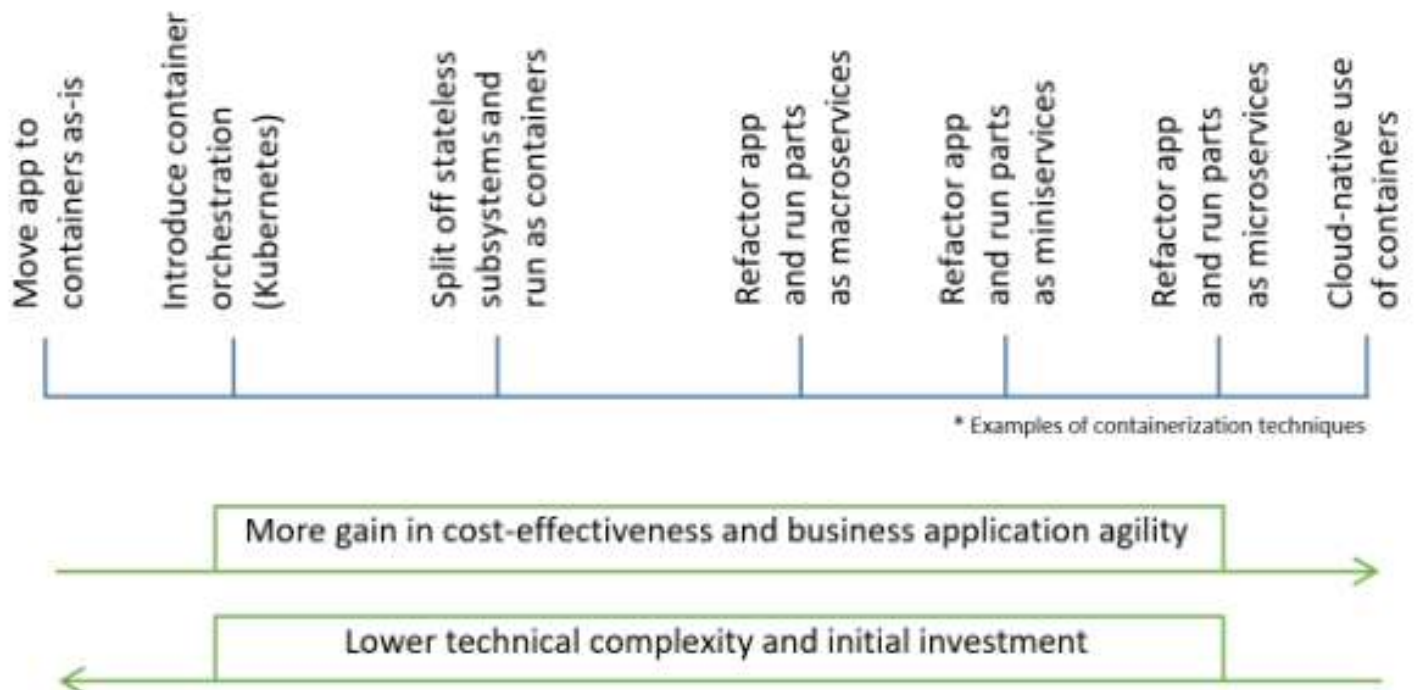 Move app to
containers as-is
Introduce container
orchestration
(Kubernetes)
Split off stateless
subsystems and
run as containers
Refactor app
and run parts
as macroservices
Refactor app
and run parts
as miniservices
Refactor app
and run parts
as microservices
Cloud-native use
of containers
* Examples of containerization techniques
More gain in cost-effectiveness and business application agility
Lower technical complexity and initial investment